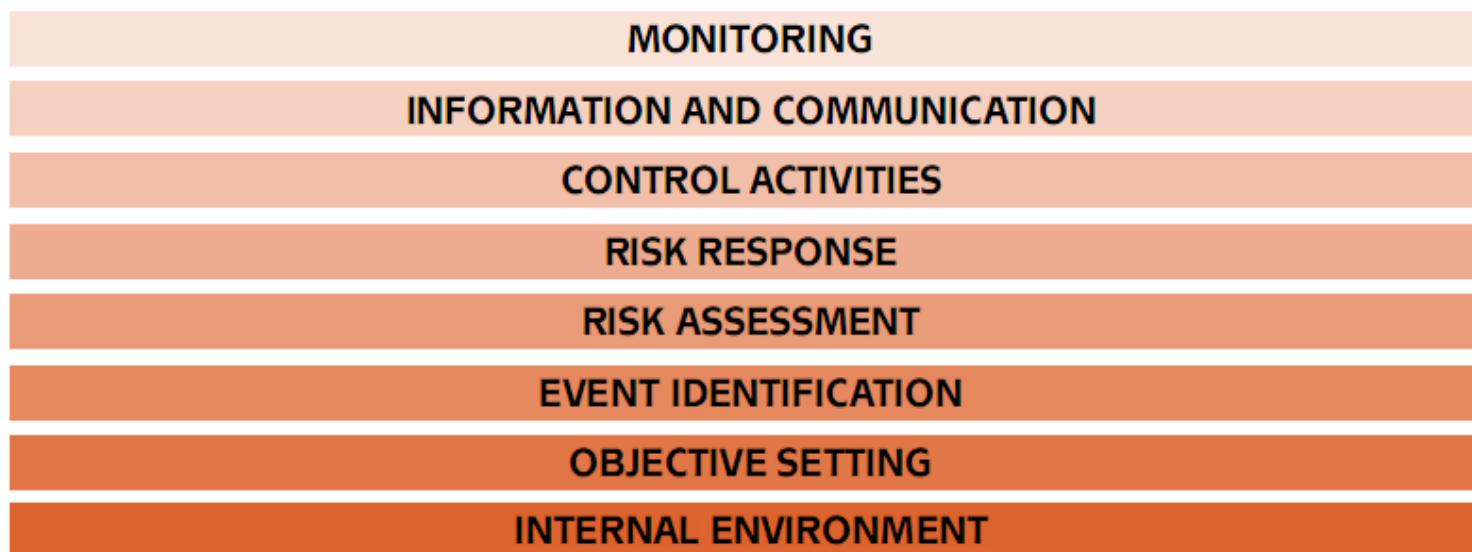 MONITORING
INFORMATION AND COMMUNICATION
CONTROL ACTIVITIES
RISK RESPONSE
RISK ASSESSMENT
EVENT IDENTIFICATION
OBJECTIVE SETTING
INTERNAL ENVIRONMENT